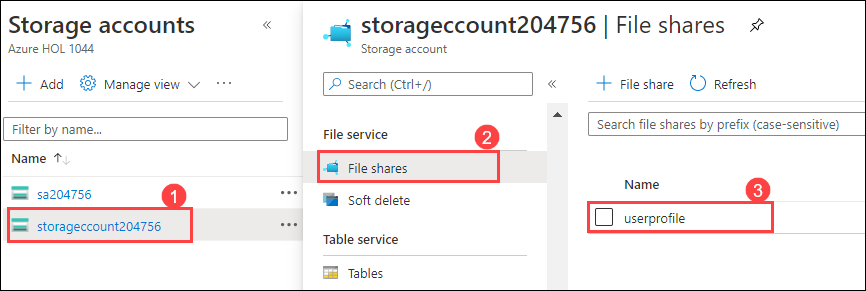 Storage accounts
«
Azure HOL 1044
+ Add
Manage view
...
Filter by name...
Name ↑↓
sa204756
...
1
storageccount204756
...
storageccount204756 | File shares
Storage account
Search (Ctrl+/)
«
File service
2
File shares
Soft delete
Table service
Tables
+ File share
Refresh
Search file shares by prefix (case-sensitive)
Name
3
userprofile